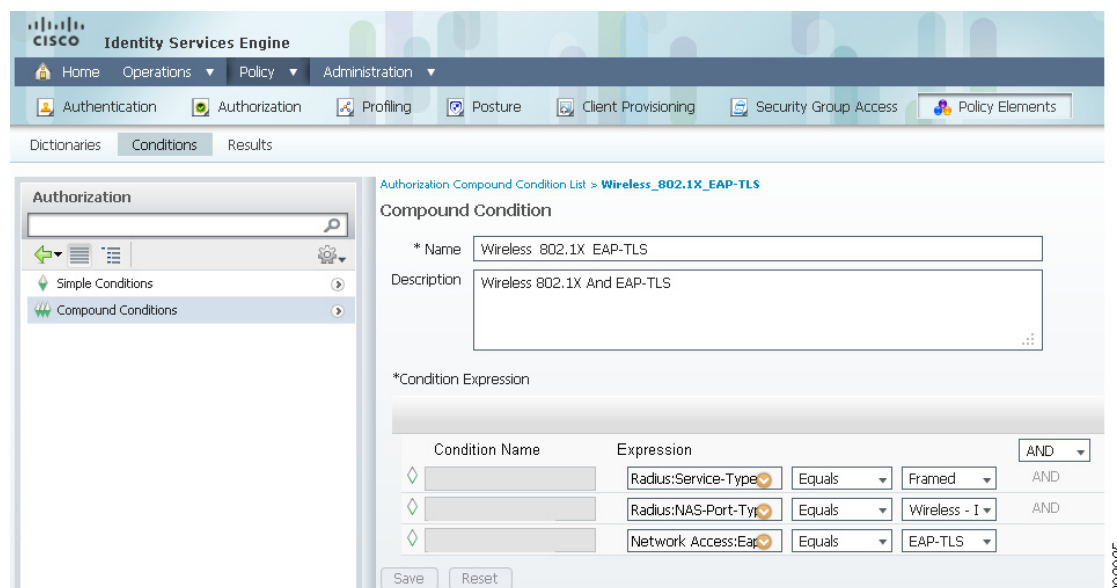 CISCO Identity Services Engine
Home Operations Policy Administration
Authentication Authorization Profiling Posture Client Provisioning Security Group Access Policy Elements
Dictionaries Conditions Results
Authorization
Simple Conditions
Compound Conditions
Authorization Compound Condition List > Wireless_802.1X_EAP-TLS
Compound Condition
* Name Wireless 802.1X EAP-TLS
Description Wireless 802.1X And EAP-TLS
*Condition Expression
Condition Name Expression AND
Radius:Service-Type Equals Framed AND
Radius:NAS-Port-Typ Equals Wireless - I AND
Network Access:Eap Equals EAP-TLS
Save Reset